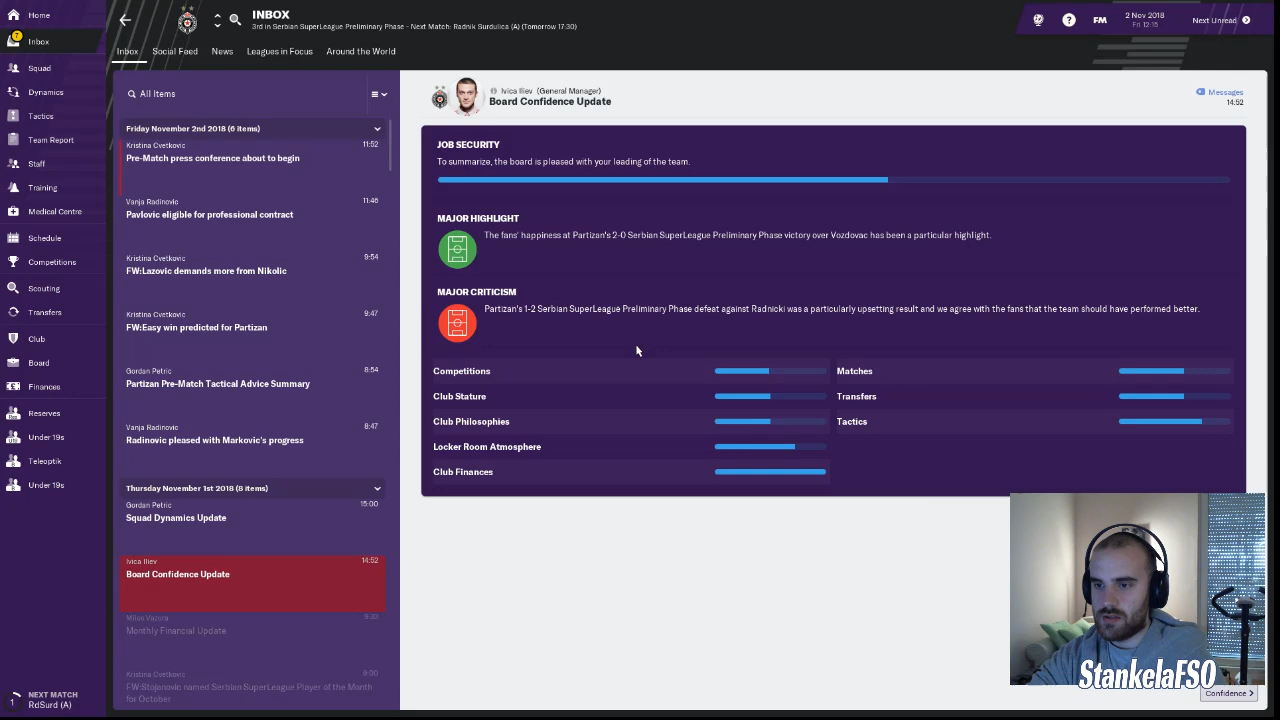 Home
7
Inbox
Squad
Dynamics
Tactics
Team Report
Staff
Training
Medical Centre
Schedule
Competitions
Scouting
Transfers
Club
Board
Finances
Reserves
Under 19s
Teleoptik
Under 19s
1
NEXT MATCH
RdSurd (A)
INBOX
3rd in Serbian SuperLeague Preliminary Phase - Next Match: Radnik Surdulica (A) (Tomorrow 17:30)
?
FM
2 Nov 2018
Fri 12:15
Next Unread
Inbox
Social Feed
News
Leagues in Focus
Around the World
All Items
Friday November 2nd 2018 (6 items)
Kristina Cvetkovic 11:52
Pre-Match press conference about to begin
Vanja Radinovic 11:46
Pavlovic eligible for professional contract
Kristina Cvetkovic 9:54
FW:Lazovic demands more from Nikolic
Kristina Cvetkovic 9:47
FW:Easy win predicted for Partizan
Gordan Petric 8:54
Partizan Pre-Match Tactical Advice Summary
Vanja Radinovic 8:47
Radinovic pleased with Markovic's progress
Thursday November 1st 2018 (8 items)
Gordan Petric 15:00
Squad Dynamics Update
Ivica Iliev 14:52
Board Confidence Update
Milos Vazura 9:33
Monthly Financial Update
Kristina Cvetkovic 9:00
FW:Stojanovic named Serbian SuperLeague Player of the Month
for October
Ivica Iliev (General Manager)
Board Confidence Update
Messages
14:52
JOB SECURITY
To summarize, the board is pleased with your leading of the team.
MAJOR HIGHLIGHT
The fans' happiness at Partizan's 2-0 Serbian SuperLeague Preliminary Phase victory over Vozdovac has been a particular highlight.
MAJOR CRITICISM
Partizan's 1-2 Serbian SuperLeague Preliminary Phase defeat against Radnicki was a particularly upsetting result and we agree with the fans that the team should have performed better.
Competitions
Matches
Club Stature
Transfers
Club Philosophies
Tactics
Locker Room Atmosphere
Club Finances
StankelaFSO
Confidence